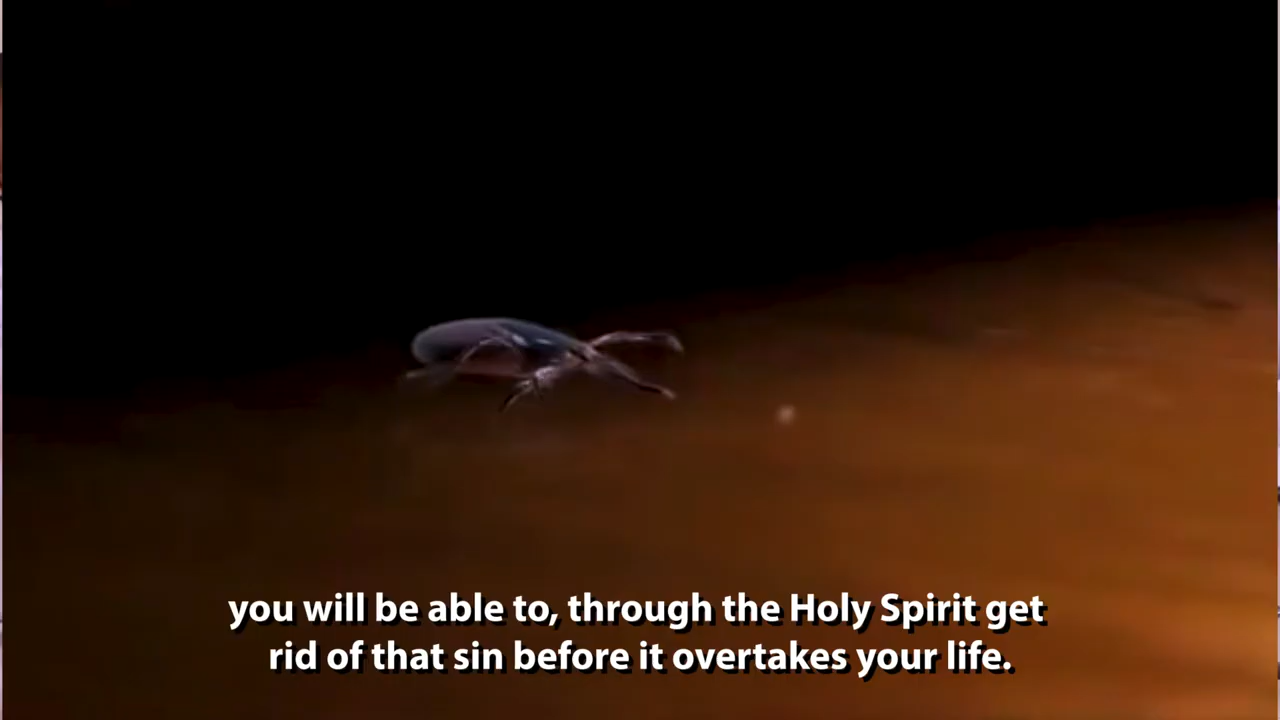 you will be able to, through the Holy Spirit get
rid of that sin before it overtakes your life.